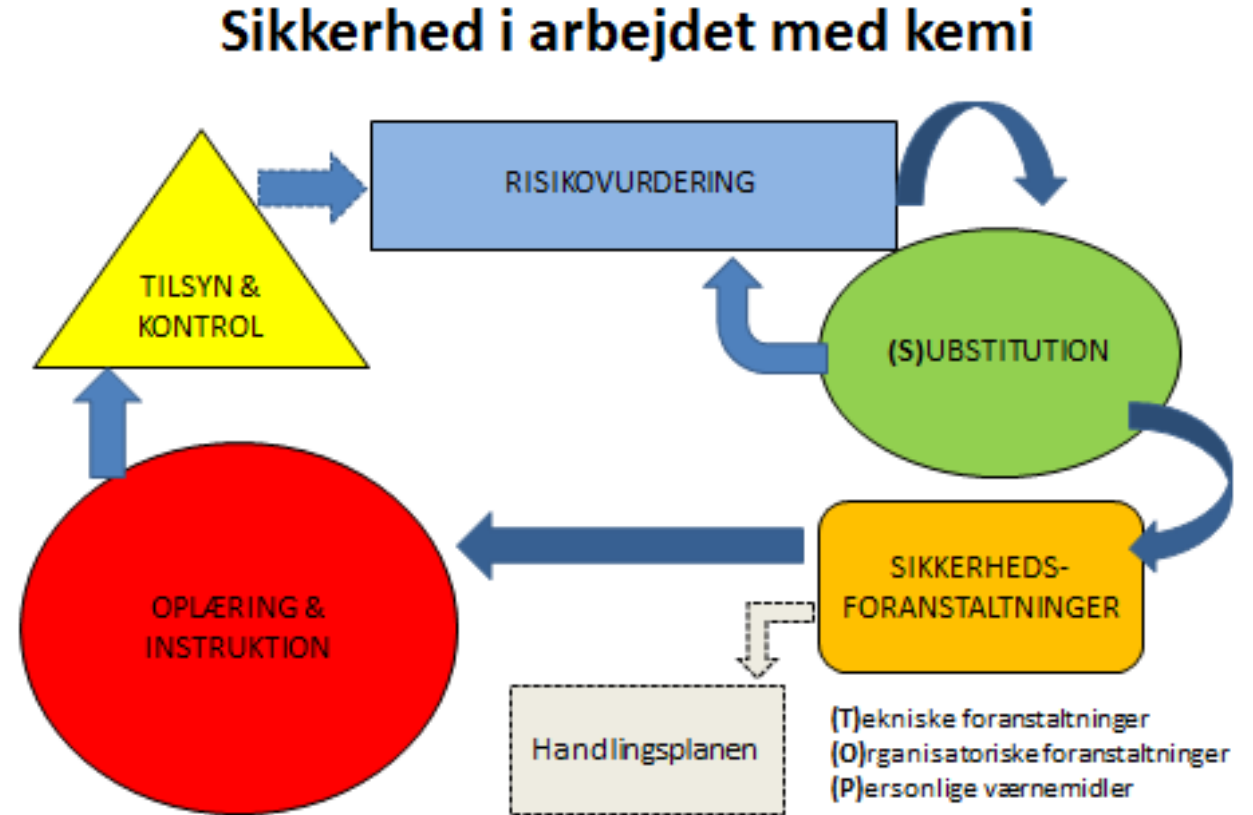 Sikkerhed i arbejdet med kemi
RISIKOVURDERING
TILSYN &
KONTROL
(S)UBSTITUTION
SIKKERHEDS-
FORANSTALTNINGER
OPLÆRING &
INSTRUKTION
Handlingsplanen
(T)ekniske foranstaltninger
(O)rganisatoriske foranstaltninger
(P)ersonlige værnemidler